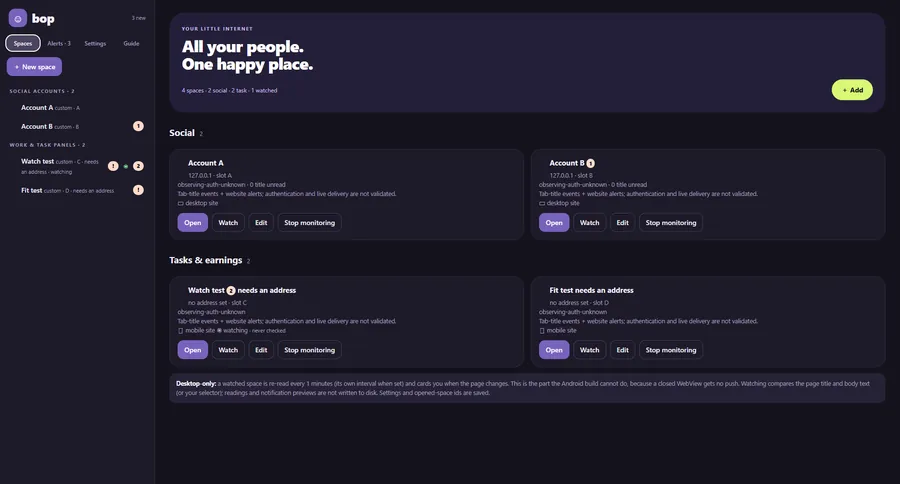 bop
3 new
Spaces
Alerts · 3
Settings
Guide
+ New space
SOCIAL ACCOUNTS · 2
Account A custom · A
Account B custom · B
1
WORK & TASK PANELS · 2
Watch test custom · C · needs
an address · watching
!
2
Fit test custom · D · needs an address
!
YOUR LITTLE INTERNET
All your people.
One happy place.
4 spaces · 2 social · 2 task · 1 watched
+ Add
Social 2
Account A
127.0.0.1 · slot A
observing-auth-unknown · 0 title unread
Tab-title events + website alerts; authentication and live delivery are not validated.
desktop site
Open
Watch
Edit
Stop monitoring
Account B 1
127.0.0.1 · slot B
observing-auth-unknown · 0 title unread
Tab-title events + website alerts; authentication and live delivery are not validated.
desktop site
Open
Watch
Edit
Stop monitoring
Tasks & earnings 2
Watch test 2 needs an address
no address set · slot C
observing-auth-unknown
Tab-title events + website alerts; authentication and live delivery are not validated.
mobile site ◉ watching · never checked
Open
Watch
Edit
Stop monitoring
Fit test needs an address
no address set · slot D
observing-auth-unknown
Tab-title events + website alerts; authentication and live delivery are not validated.
mobile site
Open
Watch
Edit
Stop monitoring
Desktop-only: a watched space is re-read every 1 minutes (its own interval when set) and cards you when the page changes. This is the part the Android build cannot do, because a closed WebView gets no push. Watching compares the page title and body text
(or your selector); readings and notification previews are not written to disk. Settings and opened-space ids are saved.